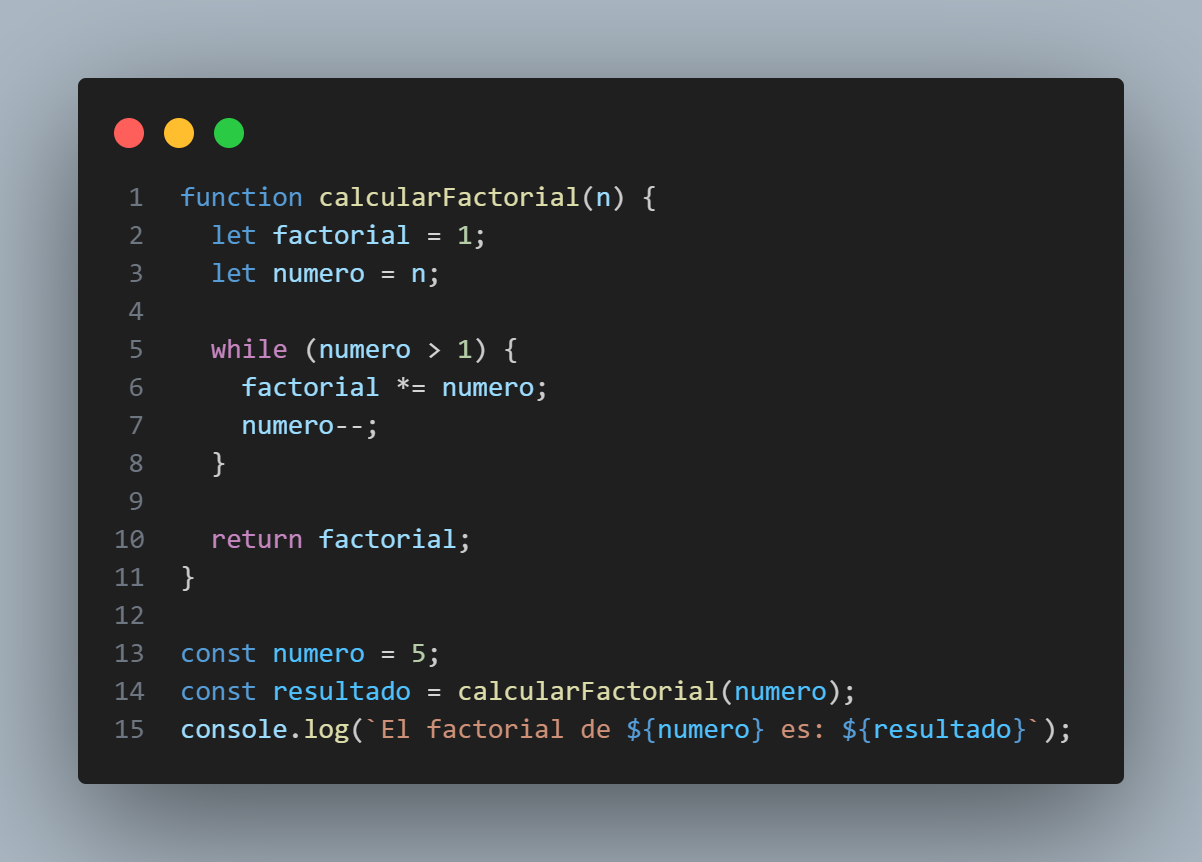 1 function calcularFactorial(n) {
2   let factorial = 1;
3   let numero = n;
4
5   while (numero > 1) {
6     factorial *= numero;
7     numero--;
8   }
9
10   return factorial;
11 }
12
13 const numero = 5;
14 const resultado = calcularFactorial(numero);
15 console.log(`El factorial de ${numero} es: ${resultado}`);